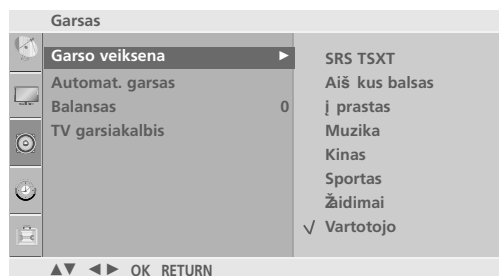 Garsas
Garso veiksena ►
Automat. garsas
Balansas 0
TV garsiakalbis
SRS TSXT
Aiš kus balsas
į prastas
Muzika
Kinas
Sportas
Žaidimai
√ Vartotojo
▲▼ ◄► OK RETURN